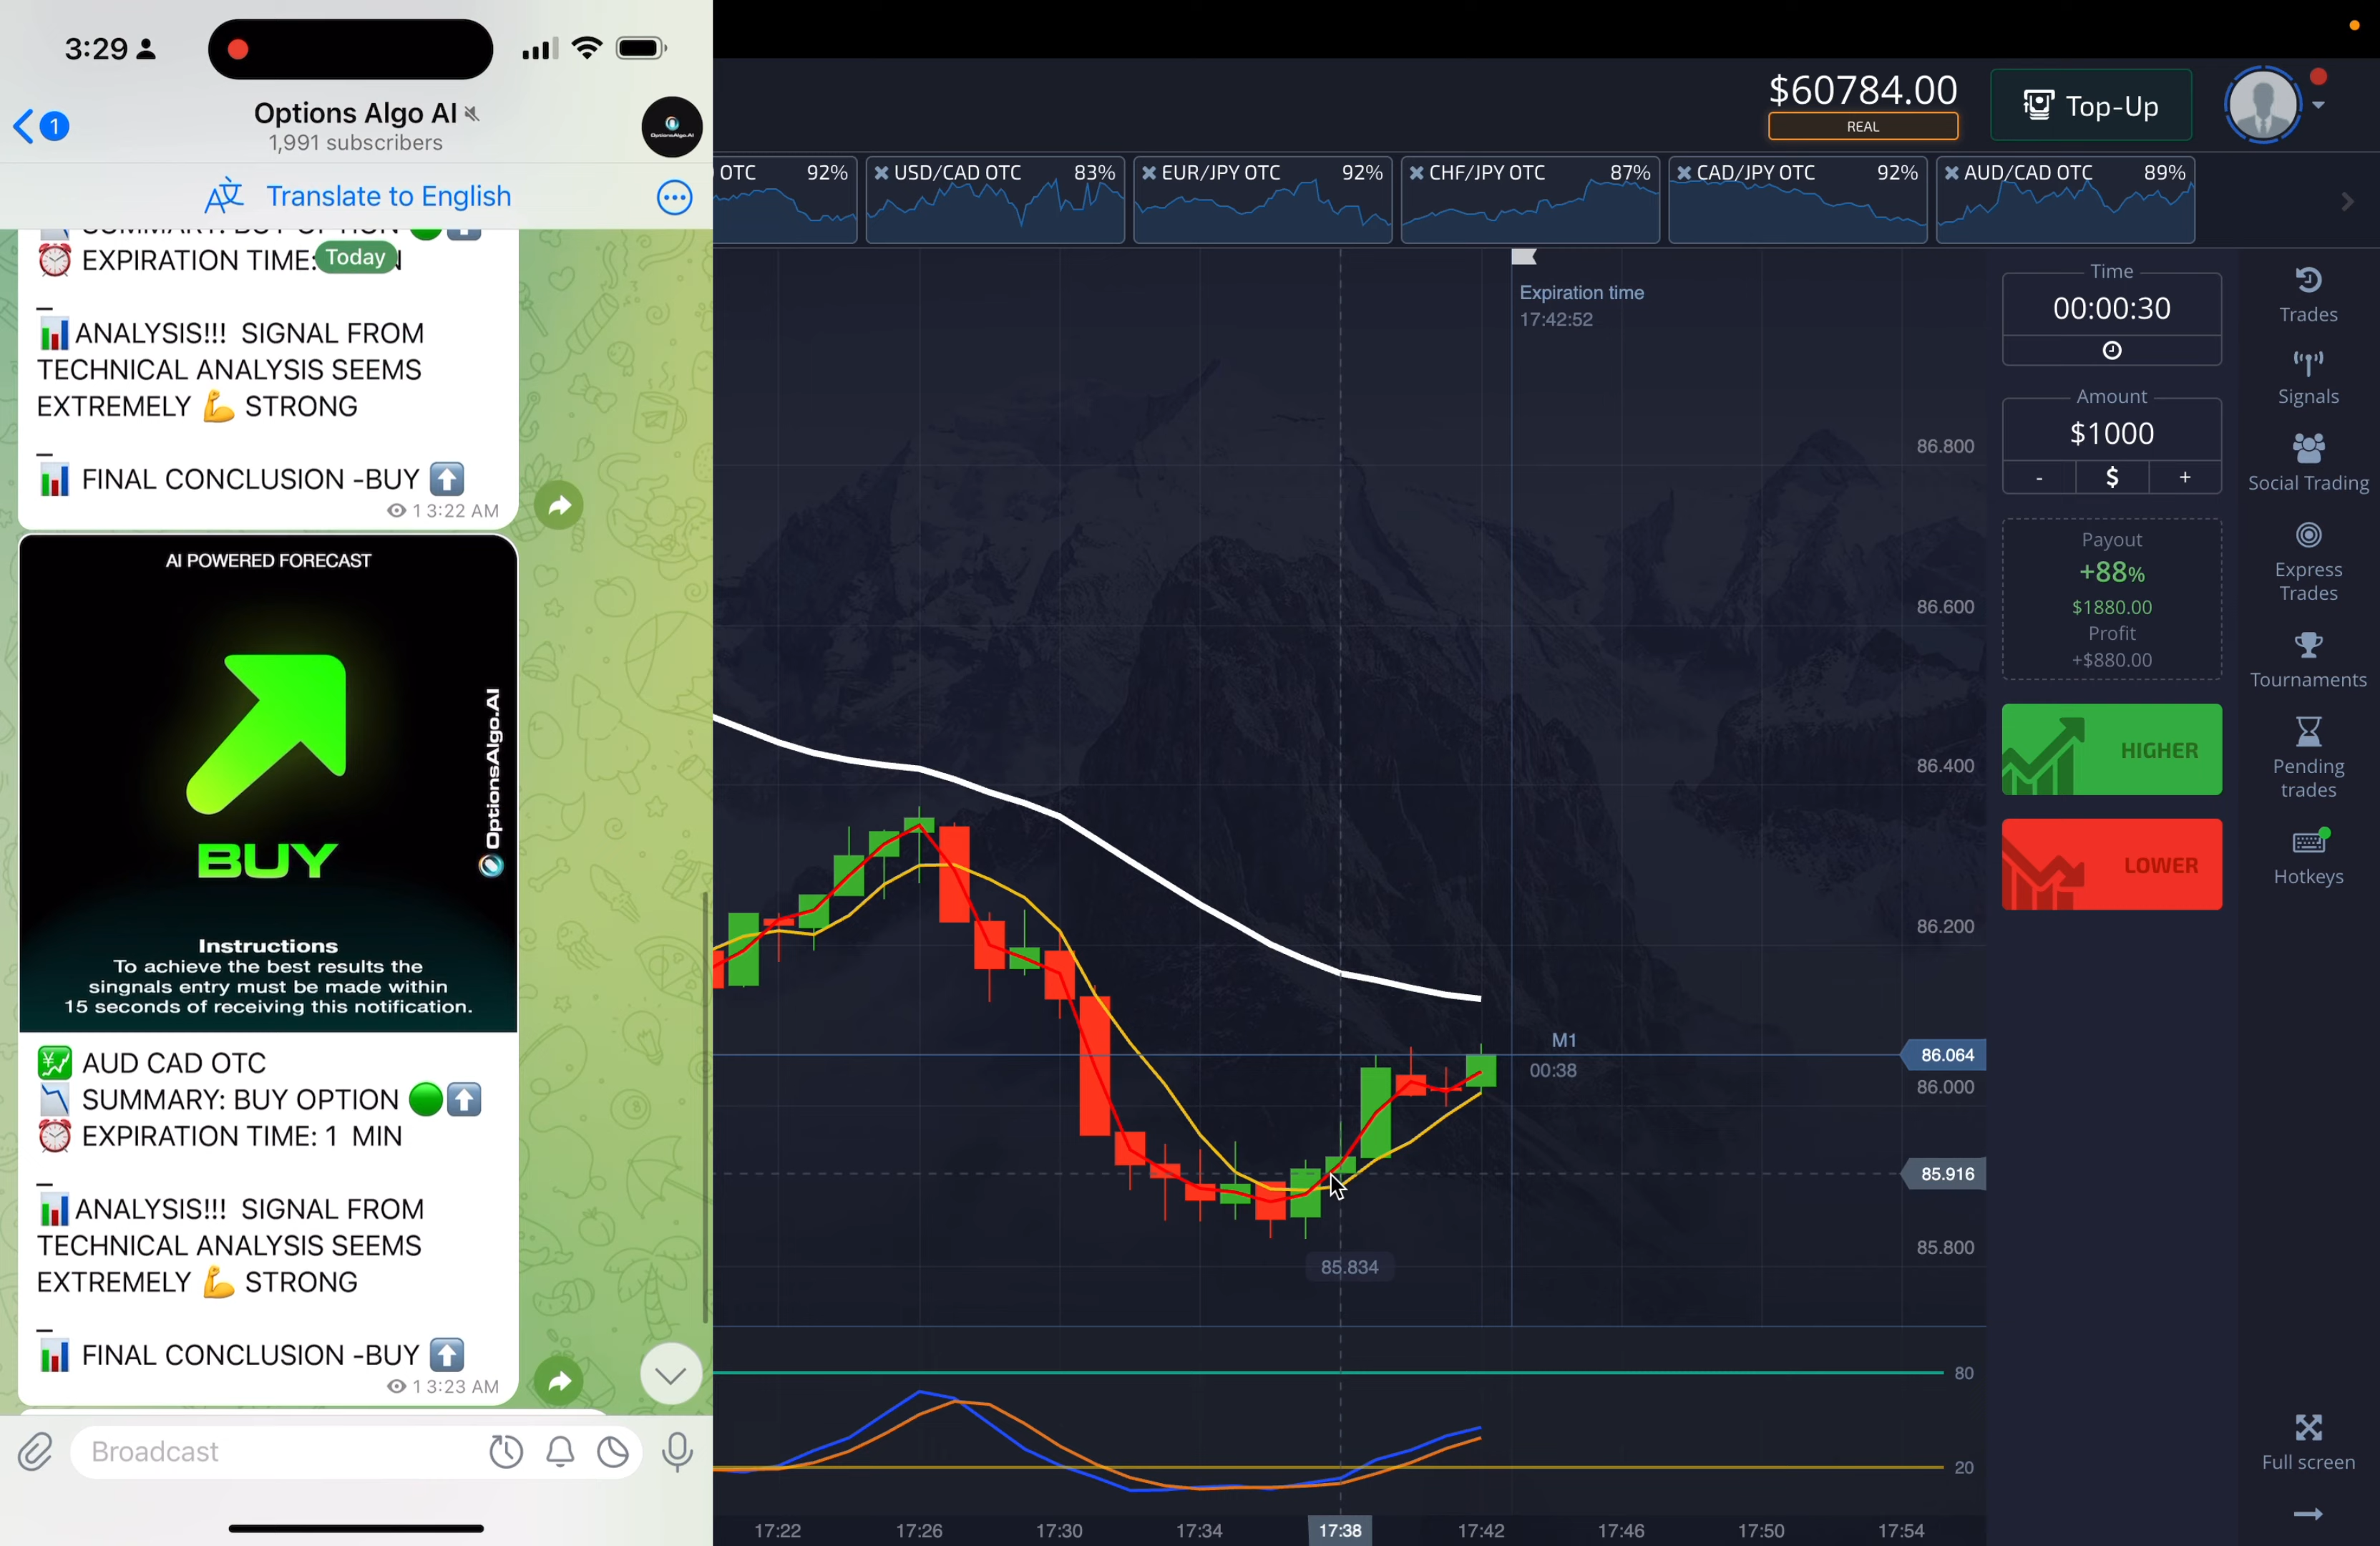 3:29
1
Options Algo AI
1,991 subscribers
OptionsAlgo.AI
Translate to English
SUMMARY: BUY OPTION
EXPIRATION TIME:
Today
ANALYSIS!!! SIGNAL FROM
TECHNICAL ANALYSIS SEEMS
EXTREMELY 💪 STRONG
FINAL CONCLUSION -BUY ⬆️
1 3:22 AM
AI POWERED FORECAST
BUY
OptionsAlgo.AI
Instructions
To achieve the best results the
singnals entry must be made within
15 seconds of receiving this notification.
AUD CAD OTC
SUMMARY: BUY OPTION 🟢⬆️
EXPIRATION TIME: 1 MIN
ANALYSIS!!! SIGNAL FROM
TECHNICAL ANALYSIS SEEMS
EXTREMELY 💪 STRONG
FINAL CONCLUSION -BUY ⬆️
1 3:23 AM
Broadcast
$60784.00
REAL
Top-Up
OTC 92%
USD/CAD OTC 83%
EUR/JPY OTC 92%
CHF/JPY OTC 87%
CAD/JPY OTC 92%
AUD/CAD OTC 89%
Expiration time
17:42:52
86.800
86.600
86.400
86.200
M1
00:38
86.064
86.000
85.916
85.800
85.834
80
20
17:22 17:26 17:30 17:34 17:38 17:42 17:46 17:50 17:54
Time
00:00:30
Amount
$1000
- $ +
Payout
+88%
$1880.00
Profit
+$880.00
HIGHER
LOWER
Trades
Signals
Social Trading
Express
Trades
Tournaments
Pending
trades
Hotkeys
Full screen